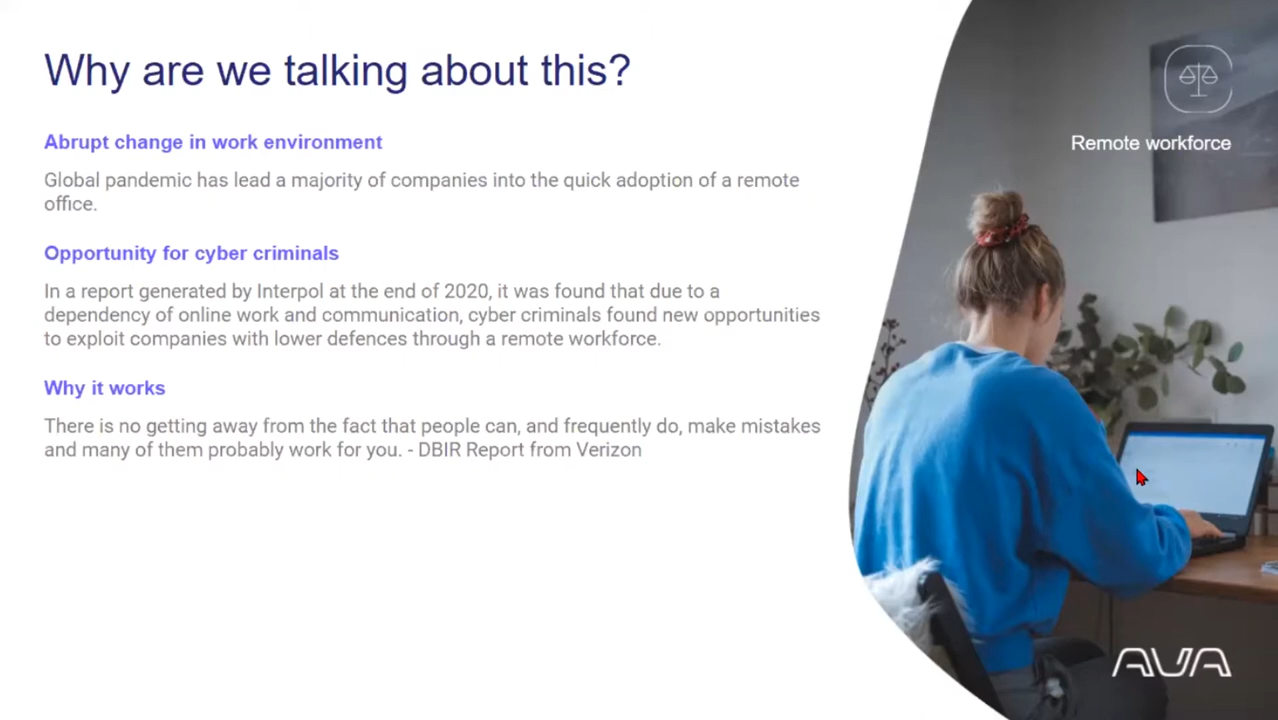 Why are we talking about this?
Abrupt change in work environment
Global pandemic has lead a majority of companies into the quick adoption of a remote
office.
Opportunity for cyber criminals
In a report generated by Interpol at the end of 2020, it was found that due to a
dependency of online work and communication, cyber criminals found new opportunities
to exploit companies with lower defences through a remote workforce.
Why it works
There is no getting away from the fact that people can, and frequently do, make mistakes
and many of them probably work for you. - DBIR Report from Verizon
Remote workforce
AVA